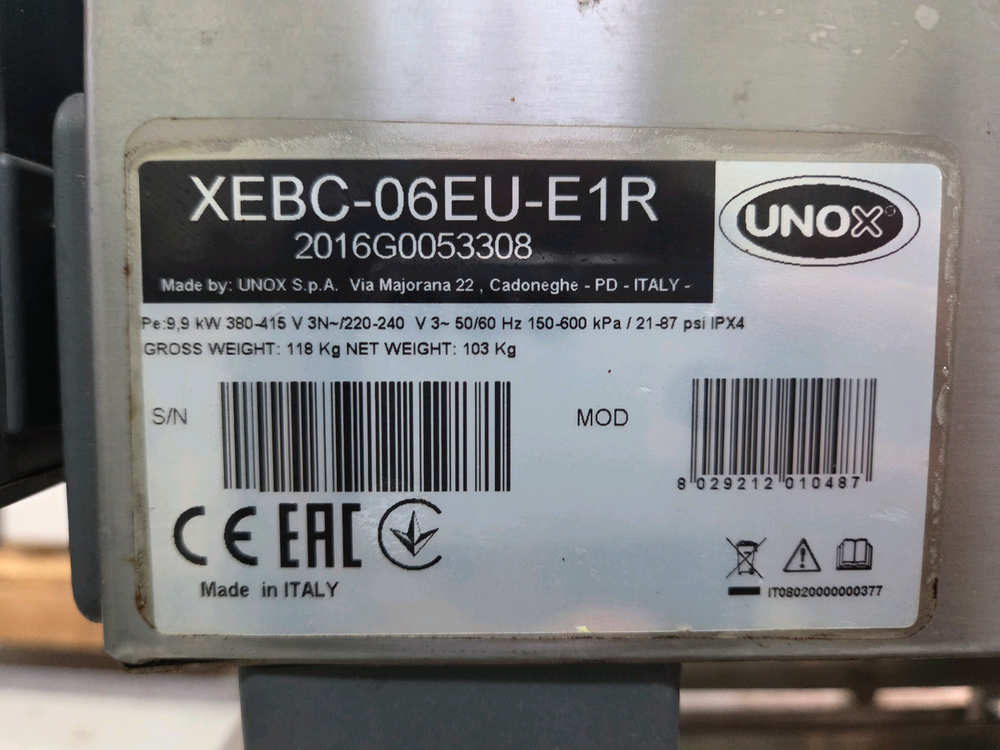 XEBC-06EU-E1R
2016G0053308
UNOX®
Made by: UNOX S.p.A. Via Majorana 22 , Cadoneghe - PD - ITALY -
Pe:9,9 kW 380-415 V 3N~/220-240 V 3~ 50/60 Hz 150-600 kPa / 21-87 psi IPX4
GROSS WEIGHT: 118 Kg NET WEIGHT: 103 Kg
S/N
MOD
8 029212 010487
CE EAC
Made in ITALY
IT08020000000377